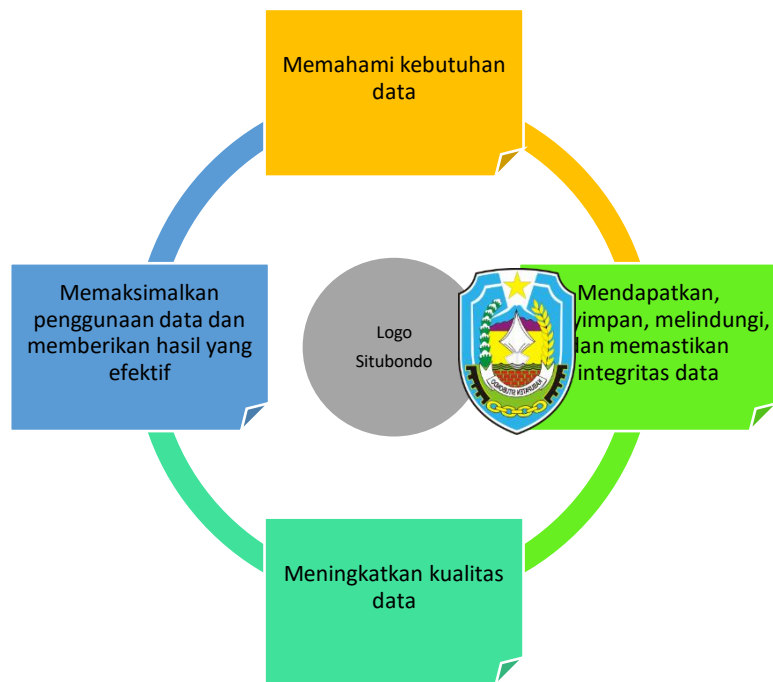 Memahami kebutuhan
data
Memaksimalkan
penggunaan data dan
memberikan hasil yang
efektif
Logo
Situbondo
Mendapatkan,
yimpan, melindungi,
dan memastikan
integritas data
Meningkatkan kualitas
data